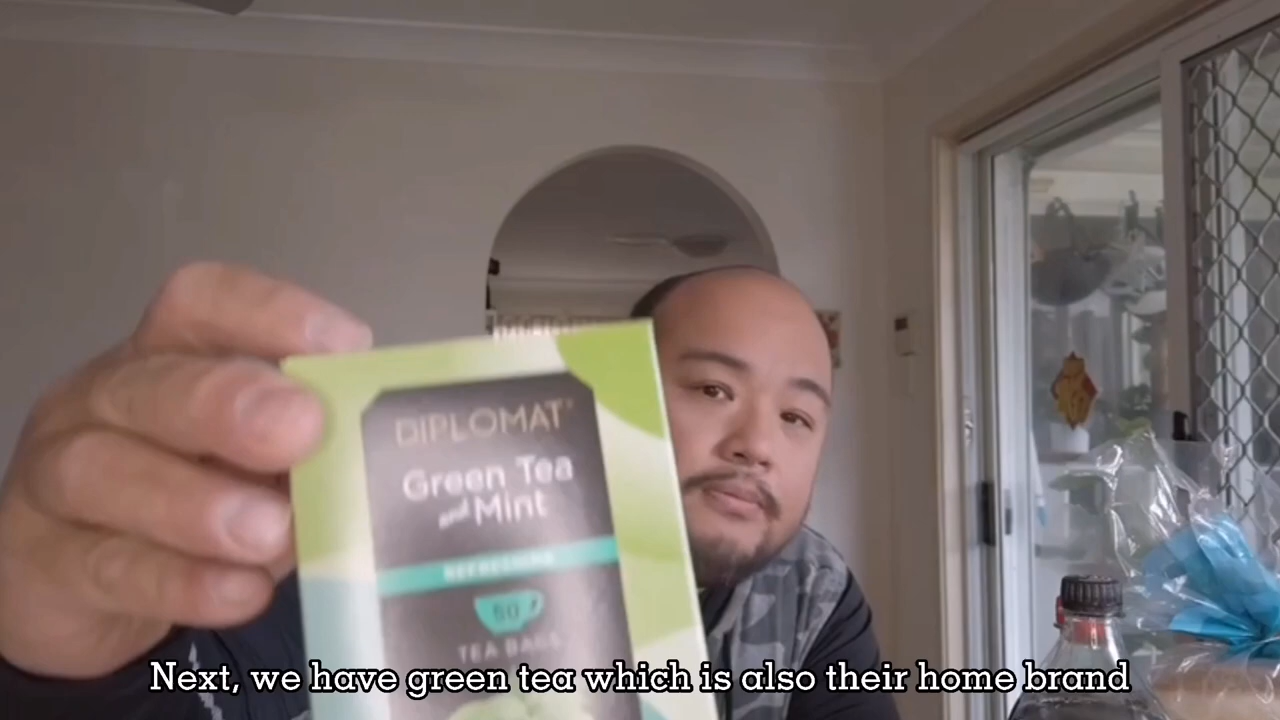 DIPLOMAT
Green Tea
and Mint
REFRESHING
50
TEA BAGS
Next, we have green tea which is also their home brand